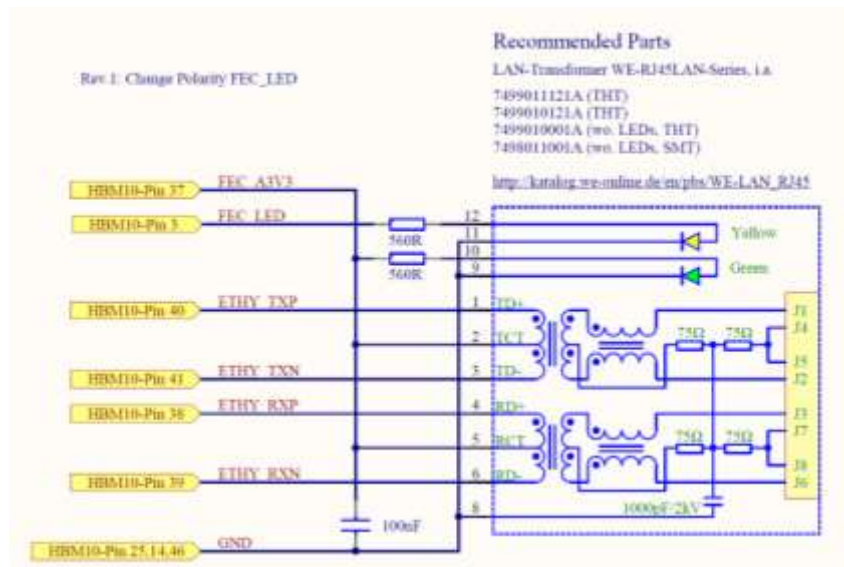 Recommended Parts
Rev.1: Change Polarity FEC_LED
LAN-Transformer WE-RJ45LAN-Series, i.e.
7499011121A (THT)
7499010121A (THT)
7499010001A (wo. LEDs, THT)
7498011001A (wo. LEDs, SMT)
http://katalog.we-online.de/en/pbs/WE-LAN_RJ45
HBM10-Pin 37 FEC_A3V3
HBM10-Pin 3 FEC_LED 560R 12
11 Yellow
560R 10
9 Green
HBM10-Pin 40 ETHY_TXP 1 TD+ J1
75Ω 75Ω J4
2 TCT
J5
HBM10-Pin 41 ETHY_TXN 3 TD- J2
HBM10-Pin 38 ETHY_RXP 4 RD+ J3
75Ω 75Ω J7
5 RCT
J8
HBM10-Pin 39 ETHY_RXN 6 RD- J6
8 1000pF/2kV
100nF
HBM10-Pin 25,14,46 GND